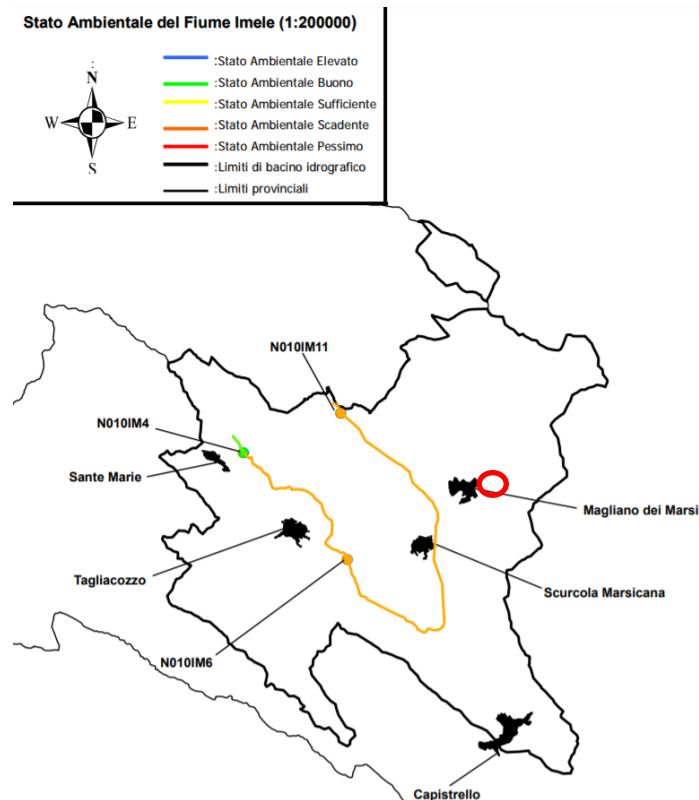 Stato Ambientale del Fiume Imele (1:200000)
:
N
W
E
S
:Stato Ambientale Elevato
:Stato Ambientale Buono
:Stato Ambientale Sufficiente
:Stato Ambientale Scadente
:Stato Ambientale Pessimo
:Limiti di bacino idrografico
:Limiti provinciali
N010IM11
N010IM4
Sante Marie
Magliano dei Marsi
Tagliacozzo
Scurcola Marsicana
N010IM6
Capistrello